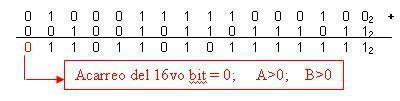 0 1 0 0 0 1 1 1 1 1 0 0 0 1 0 0₂ +
0 0 1 0 0 1 0 1 1 0 1 1 1 0 1 1₂
0 1 1 0 1 1 0 1 0 1 1 1 1 1 1 1₂
Acarreo del 16vo bit = 0; A>0; B>0